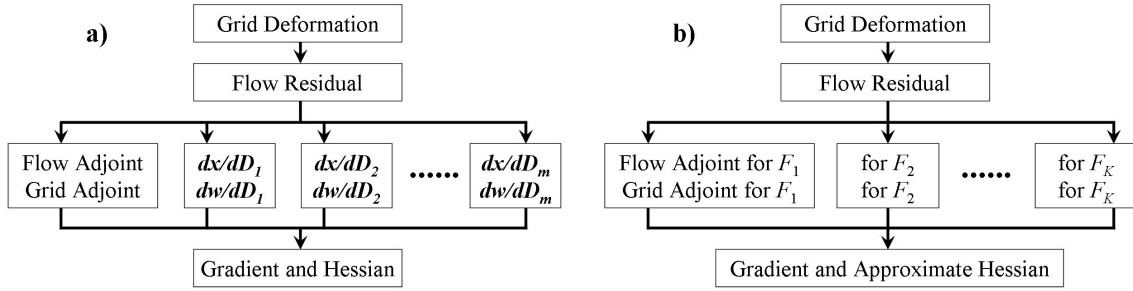 a)
Grid Deformation
Flow Residual
Flow Adjoint
Grid Adjoint
dx/dD1
dw/dD1
dx/dD2
dw/dD2
......
dx/dDm
dw/dDm
Gradient and Hessian
b)
Grid Deformation
Flow Residual
Flow Adjoint for F1
Grid Adjoint for F1
for F2
for F2
......
for FK
for FK
Gradient and Approximate Hessian